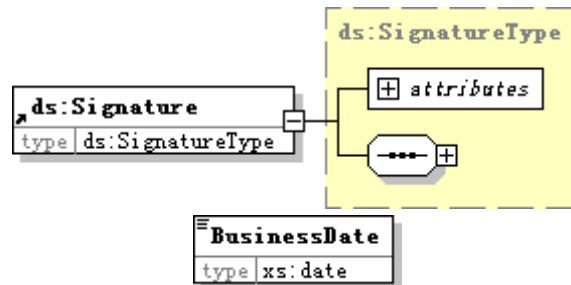 ds:SignatureType
attributes
ds:Signature
type ds:SignatureType
BusinessDate
type xs:date